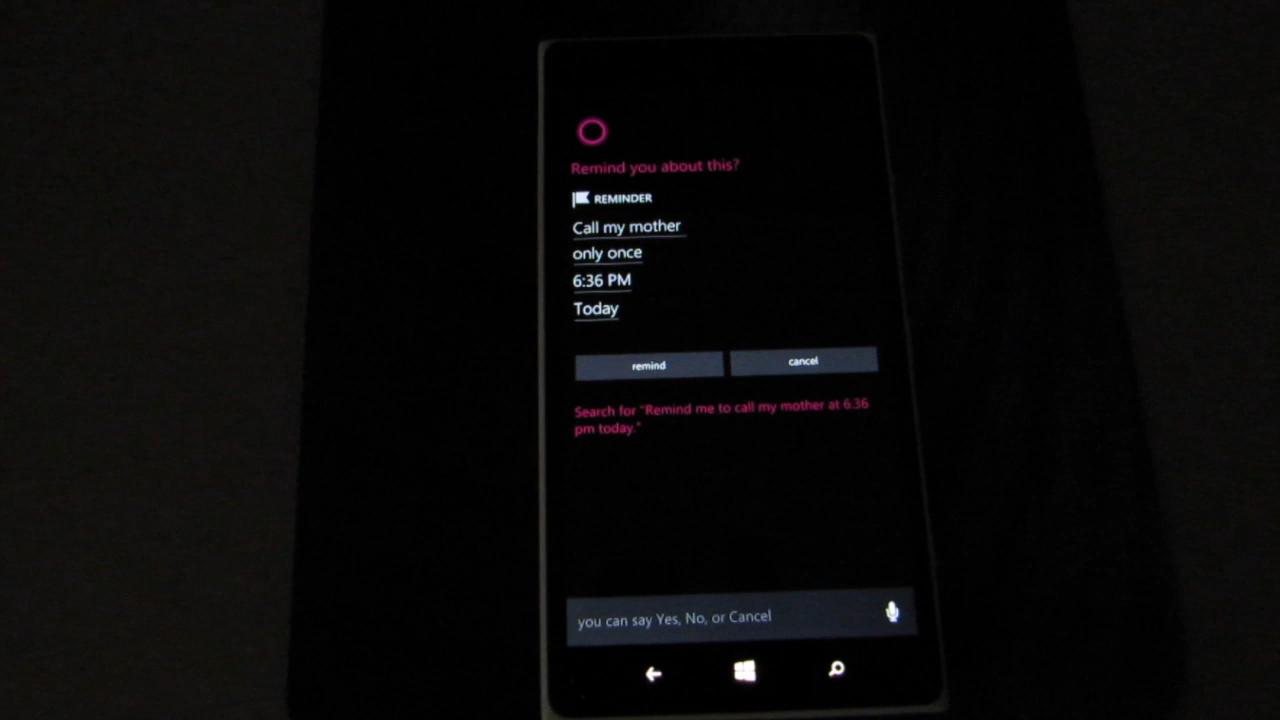 Remind you about this?
REMINDER
Call my mother
only once
6:36 PM
Today
remind
cancel
Search for "Remind me to call my mother at 6:36
pm today."
you can say Yes, No, or Cancel